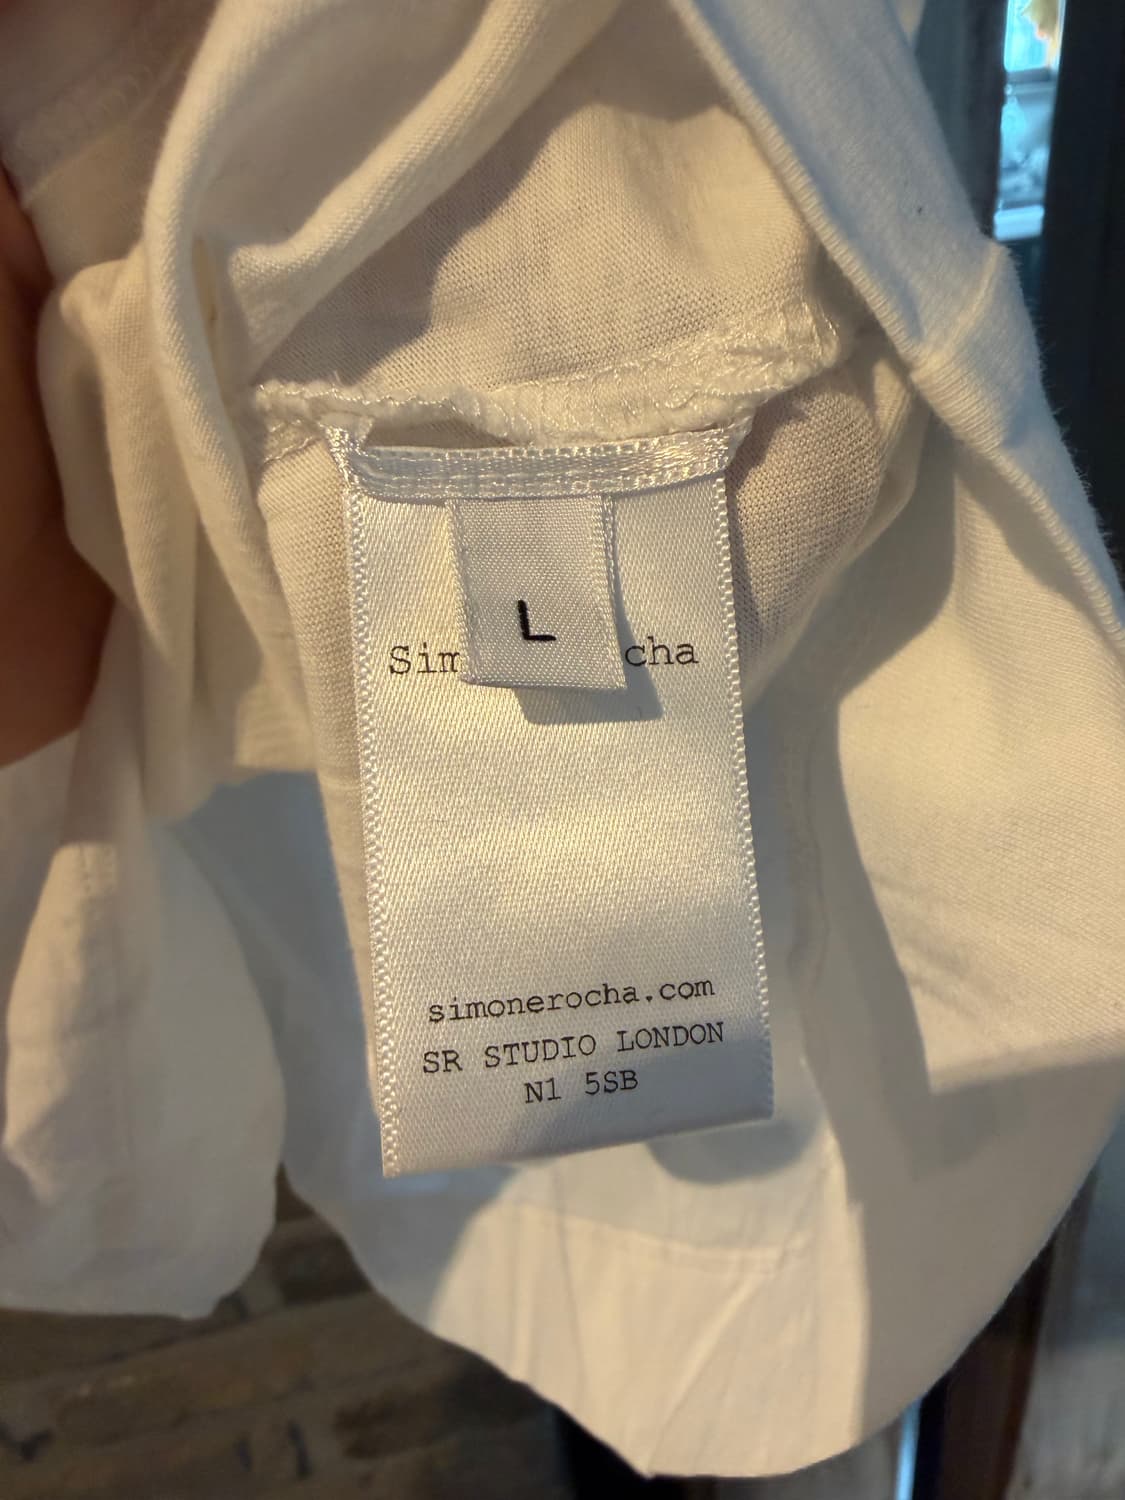 L
Sim cha
simonerocha.com
SR STUDIO LONDON
N1 5SB